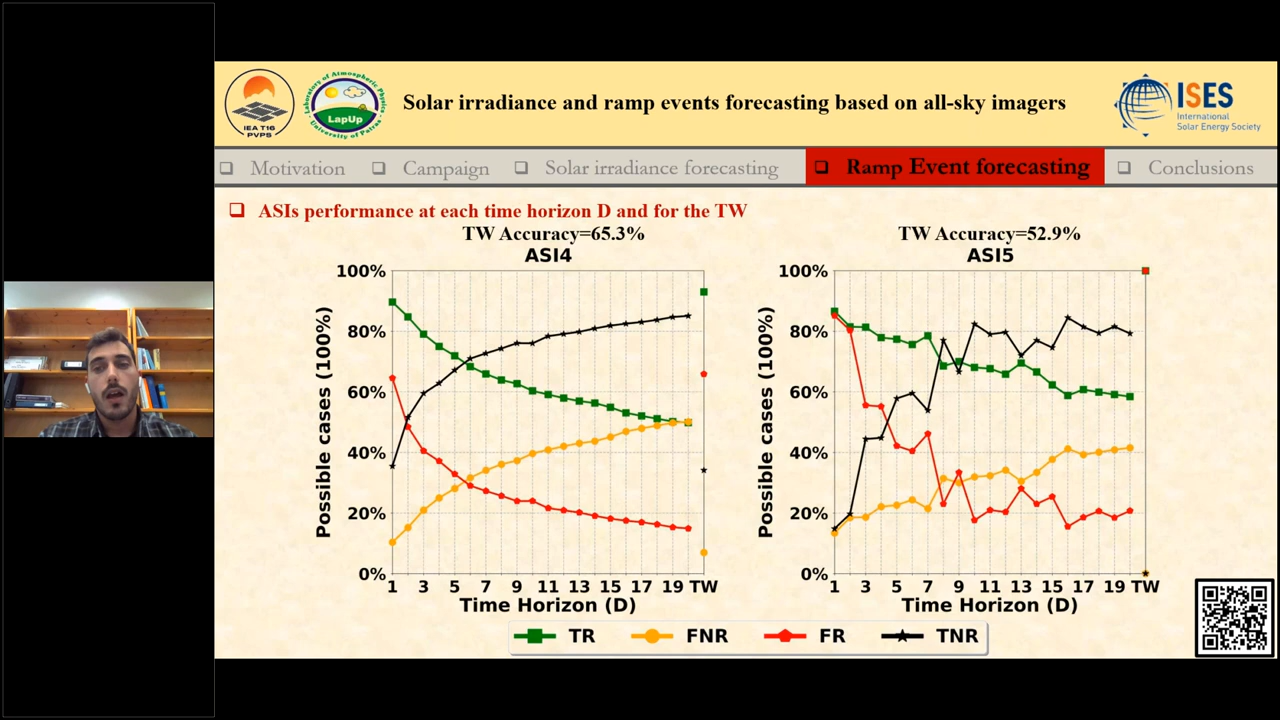 IEA T16
PVPS
Laboratory of Atmospheric Physics
LapUp
University of Patras
Solar irradiance and ramp events forecasting based on all-sky imagers
ISES
International
Solar Energy Society
❑ Motivation
❑ Campaign
❑ Solar irradiance forecasting
❑ Ramp Event forecasting
❑ Conclusions
❑ ASIs performance at each time horizon D and for the TW
TW Accuracy=65.3%
ASI4
100%
80%
60%
40%
20%
0%
Possible cases (100%)
1 3 5 7 9 11 13 15 17 19 TW
Time Horizon (D)
TW Accuracy=52.9%
ASI5
100%
80%
60%
40%
20%
0%
Possible cases (100%)
1 3 5 7 9 11 13 15 17 19 TW
Time Horizon (D)
TR FNR FR TNR